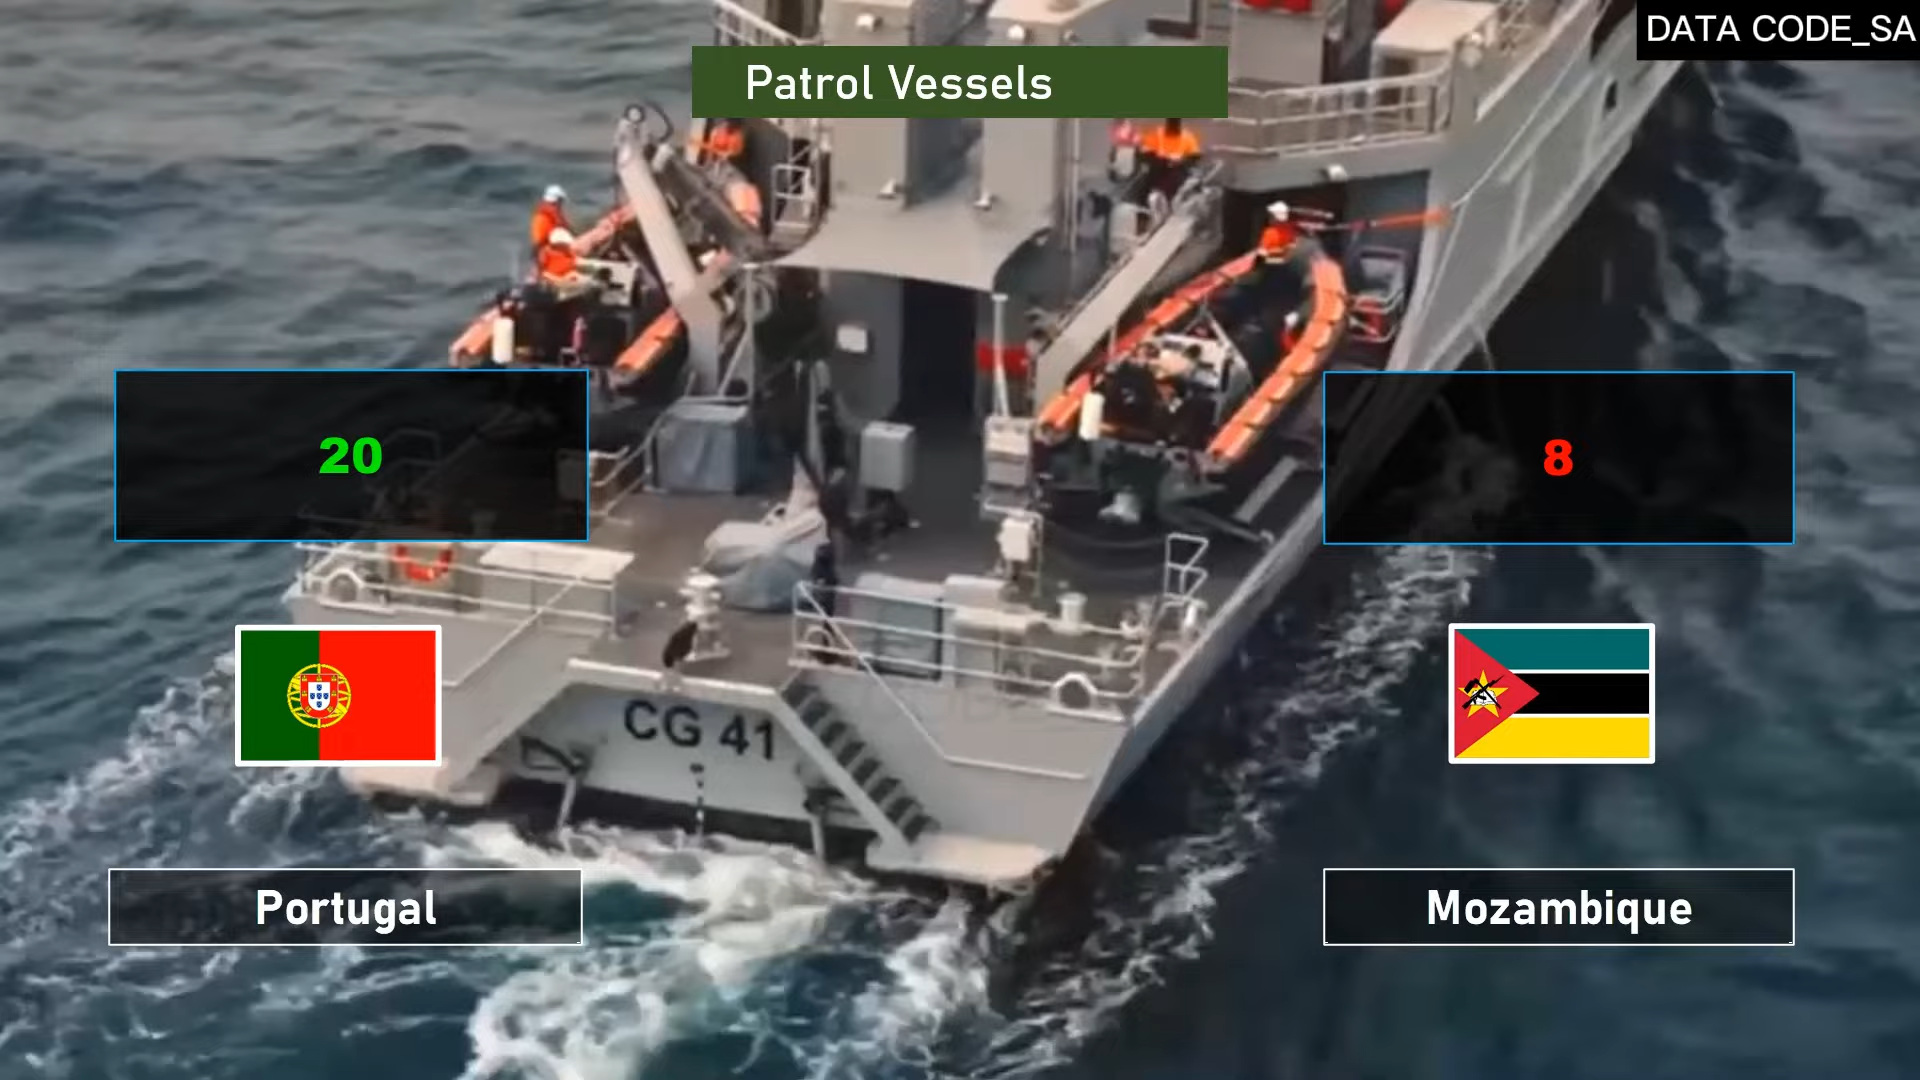 DATA CODE_SA
Patrol Vessels
20
8
CG 41
Portugal
Mozambique